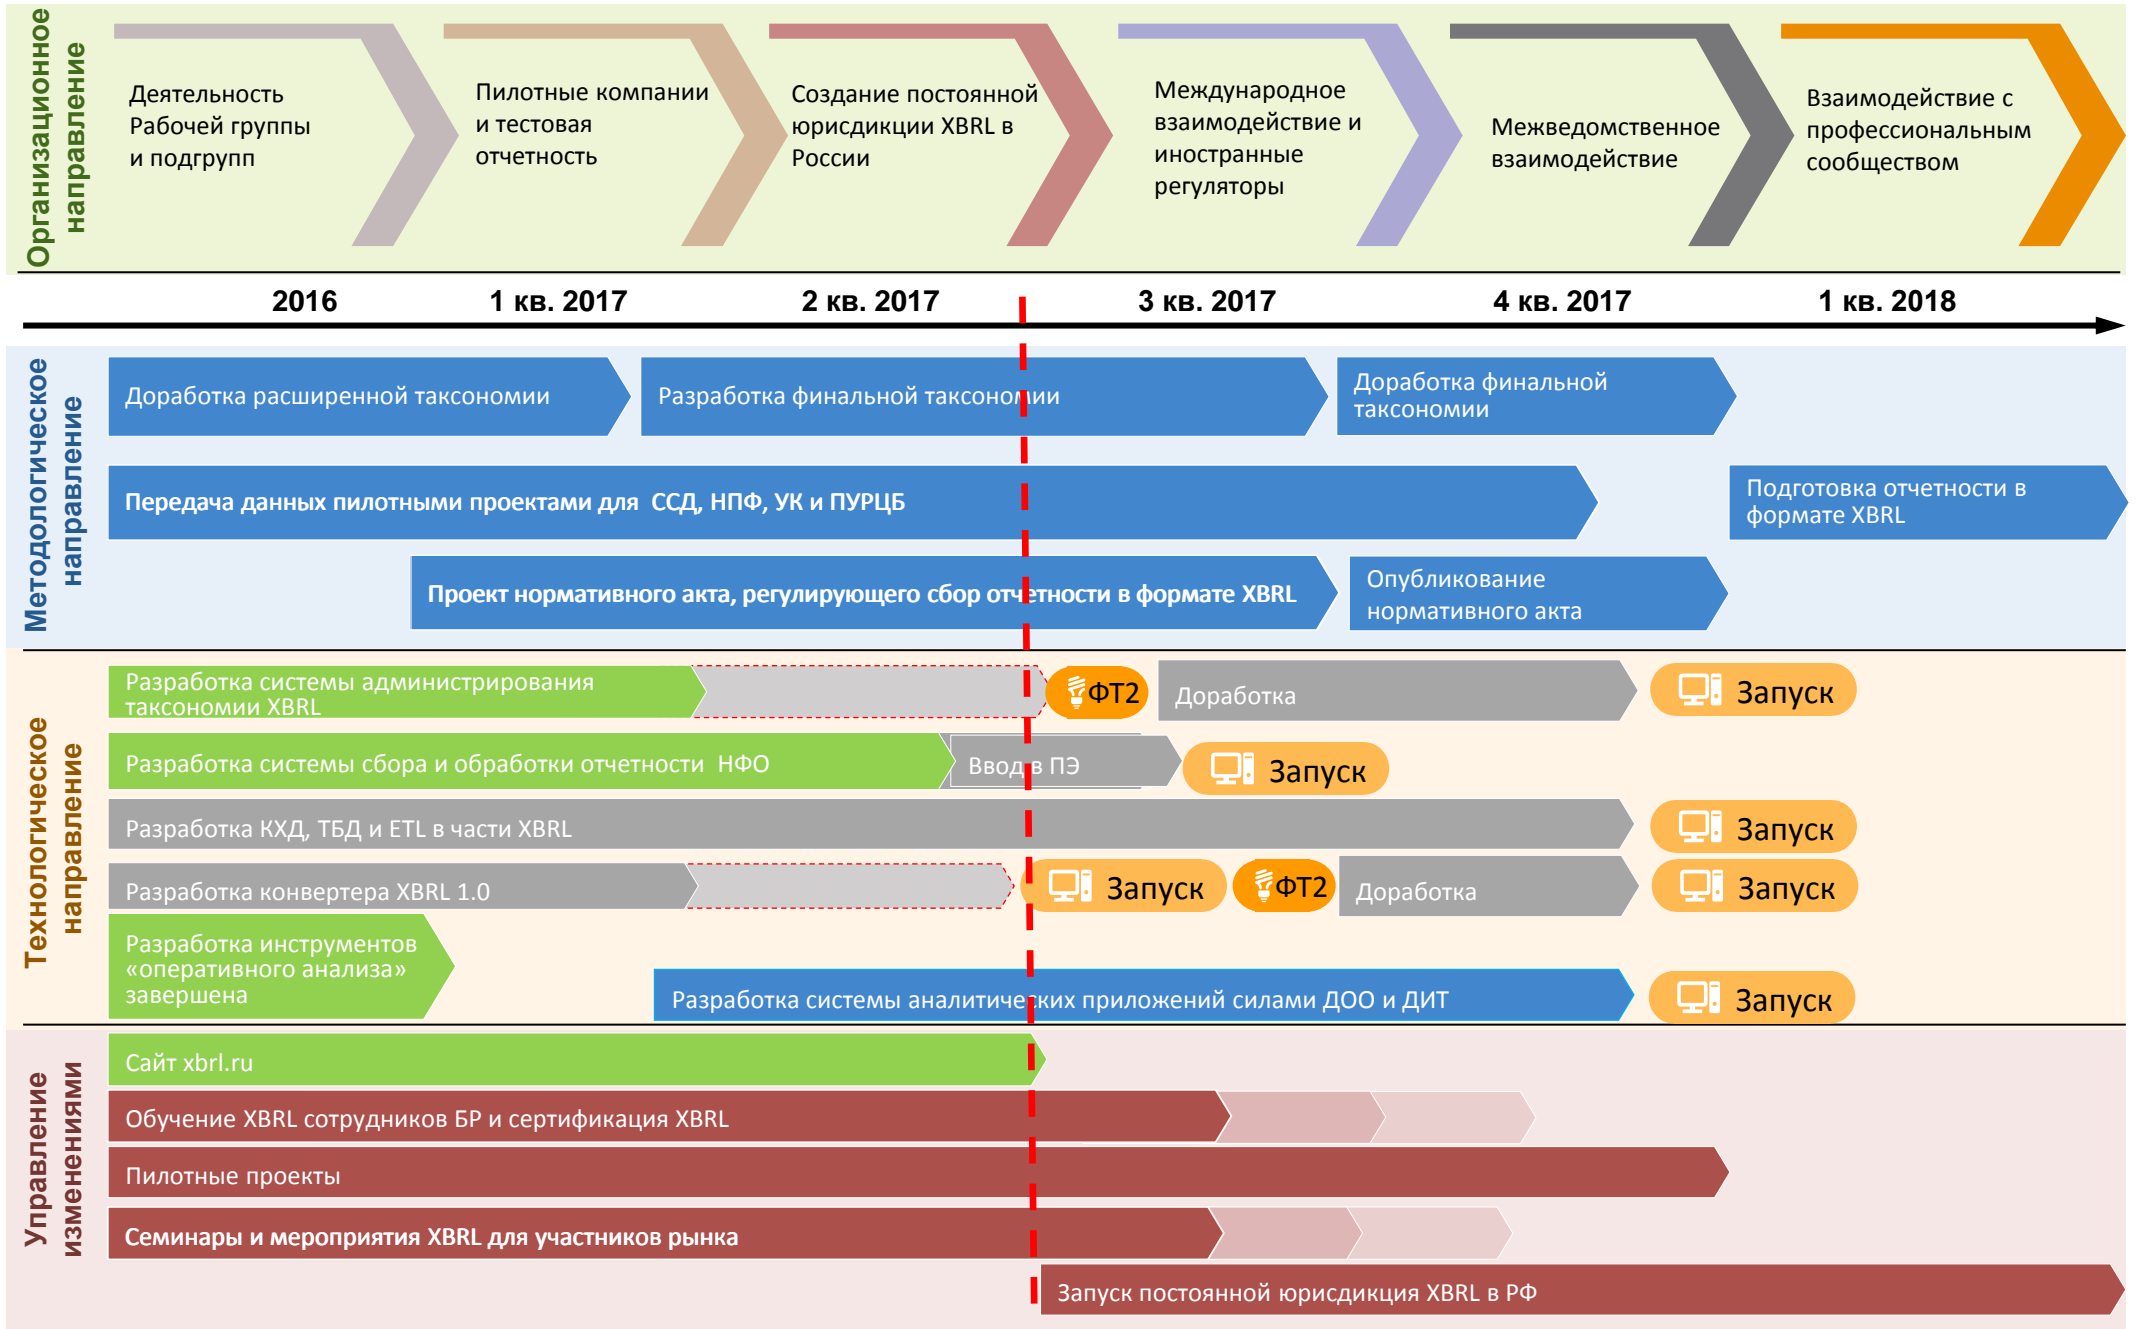 Организационное
направление
Деятельность
Рабочей группы
и подгрупп
Пилотные компании
и тестовая
отчетность
Создание постоянной
юрисдикции XBRL в
России
Международное
взаимодействие и
иностранные
регуляторы
Межведомственное
взаимодействие
Взаимодействие с
профессиональным
сообществом
2016
1 кв. 2017
2 кв. 2017
3 кв. 2017
4 кв. 2017
1 кв. 2018
Методологическое
направление
Доработка расширенной таксономии
Разработка финальной таксономии
Доработка финальной
таксономии
Передача данных пилотными проектами для ССД, НПФ, УК и ПУРЦБ
Подготовка отчетности в
формате XBRL
Проект нормативного акта, регулирующего сбор отчетности в формате XBRL
Опубликование
нормативного акта
Технологическое
направление
Разработка системы администрирования
таксономии XBRL
ФТ2
Доработка
Запуск
Разработка системы сбора и обработки отчетности НФО
Ввод в ПЭ
Запуск
Разработка КХД, ТБД и ETL в части XBRL
Запуск
Разработка конвертера XBRL 1.0
Запуск
ФТ2
Доработка
Запуск
Разработка инструментов
«оперативного анализа»
завершена
Разработка системы аналитических приложений силами ДОО и ДИТ
Запуск
Управление
изменениями
Сайт xbrl.ru
Обучение XBRL сотрудников БР и сертификация XBRL
Пилотные проекты
Семинары и мероприятия XBRL для участников рынка
Запуск постоянной юрисдикция XBRL в РФ